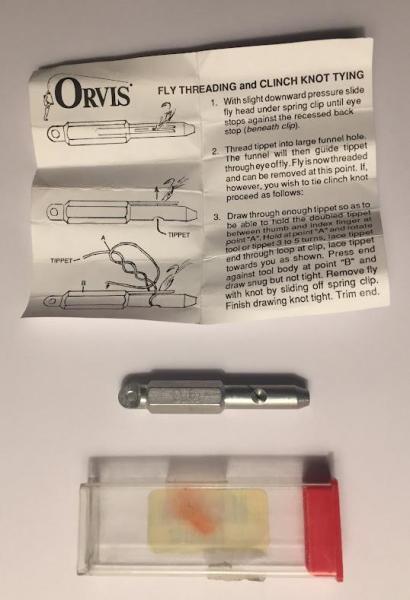 ORVIS
FLY THREADING and CLINCH KNOT TYING
1. With slight downward pressure slide
fly head under spring clip until eye
stops against the recessed back
stop (beneath clip).
2. Thread tippet into large funnel hole.
The funnel will then guide tippet
through eye of fly. Fly is now threaded
and can be removed at this point. If,
however, you wish to tie clinch knot
proceed as follows:
3. Draw through enough tippet so as to
be able to hold the doubled tippet
between thumb and index finger at
point "A". Hold at point "A" and rotate
tool or tippet 3 to 5 turns, lace tippet
end through loop at clip, lace tippet
towards you as shown. Press end
against tool body at point "B" and
draw snug but not tight. Remove fly
with knot by sliding off spring clip.
Finish drawing knot tight. Trim end.
TIPPET
A
TIPPET
B